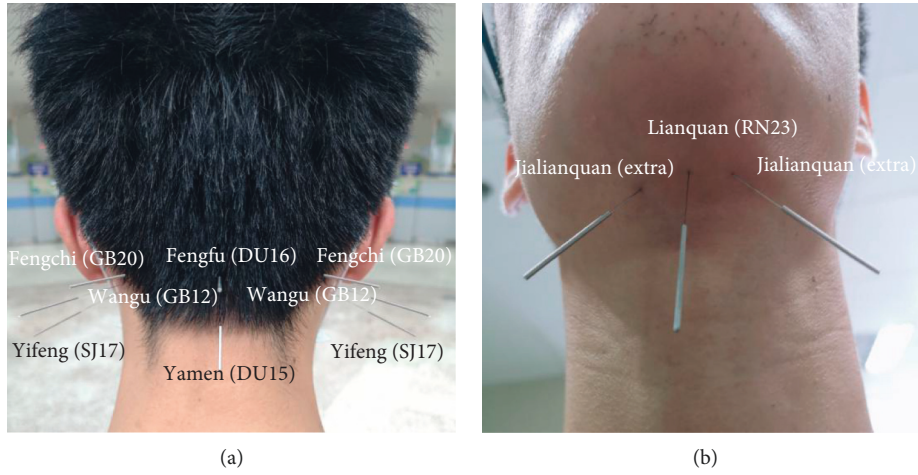 Fengchi (GB20)
Fengfu (DU16)
Fengchi (GB20)
Wangu (GB12)
Wangu (GB12)
Yifeng (SJ17)
Yifeng (SJ17)
Yamen (DU15)
(a)
Lianquan (RN23)
Jialianquan (extra)
Jialianquan (extra)
(b)